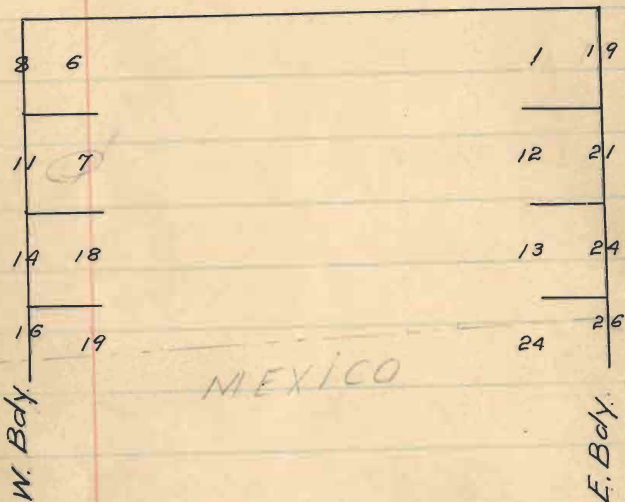 8 6 1 19
11 7 12 21
14 18 13 24
16 19 24 26
MEXICO
W. Bdy.
E. Bdy.